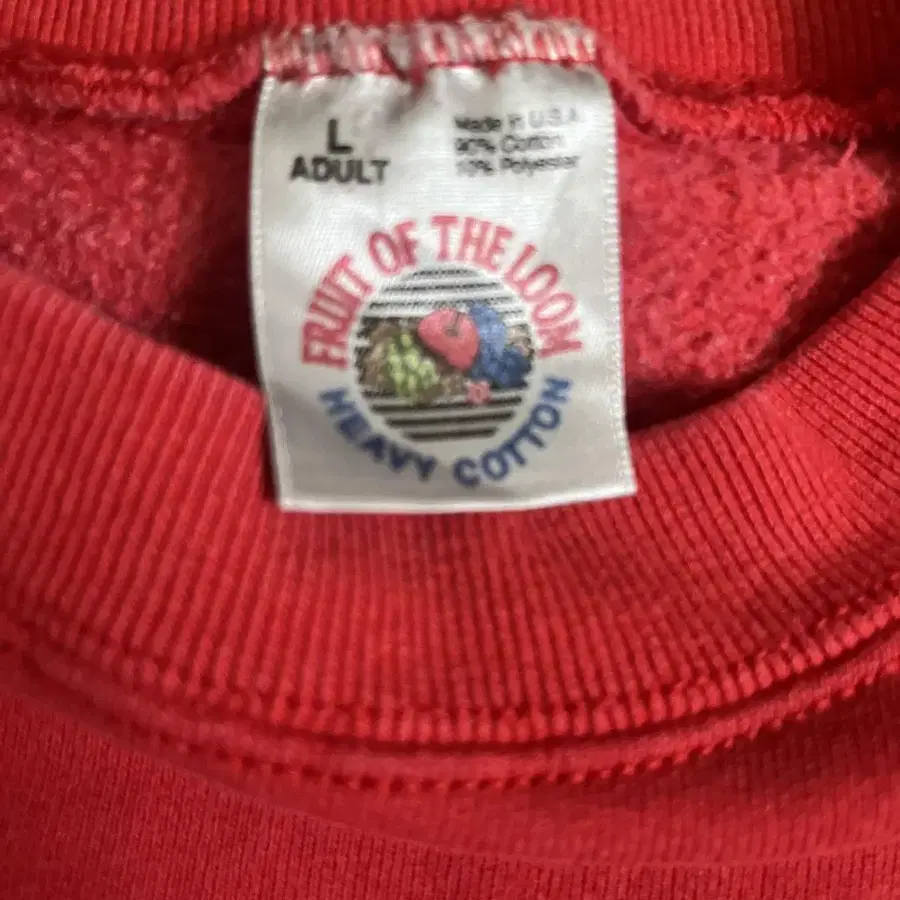 L
ADULT
Made in U.S.A.
90% Cotton
10% Polyester
FRUIT OF THE LOOM
HEAVY COTTON